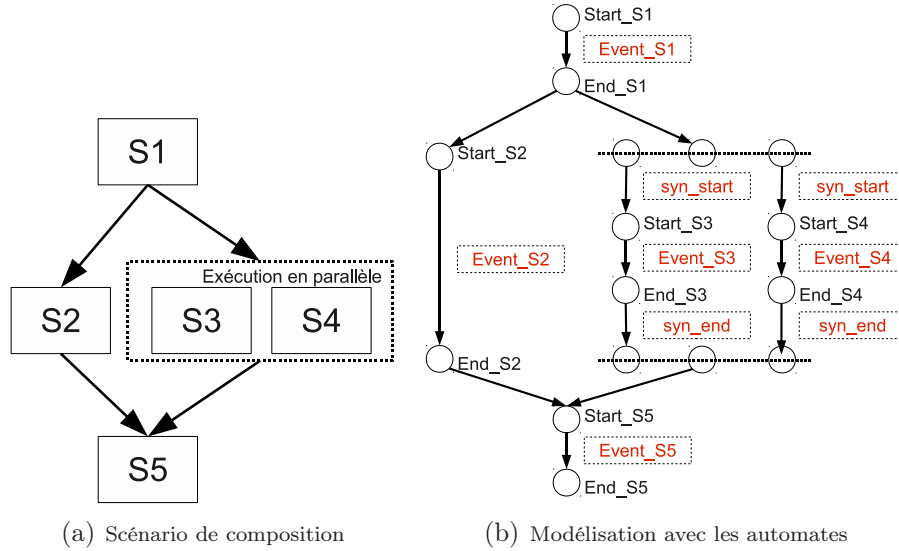 S1
Exécution en parallèle
S2
S3
S4
S5
(a) Scénario de composition
Start_S1
Event_S1
End_S1
Start_S2
syn_start
syn_start
Start_S3
Start_S4
Event_S2
Event_S3
Event_S4
End_S3
End_S4
syn_end
syn_end
End_S2
Start_S5
Event_S5
End_S5
(b) Modélisation avec les automates